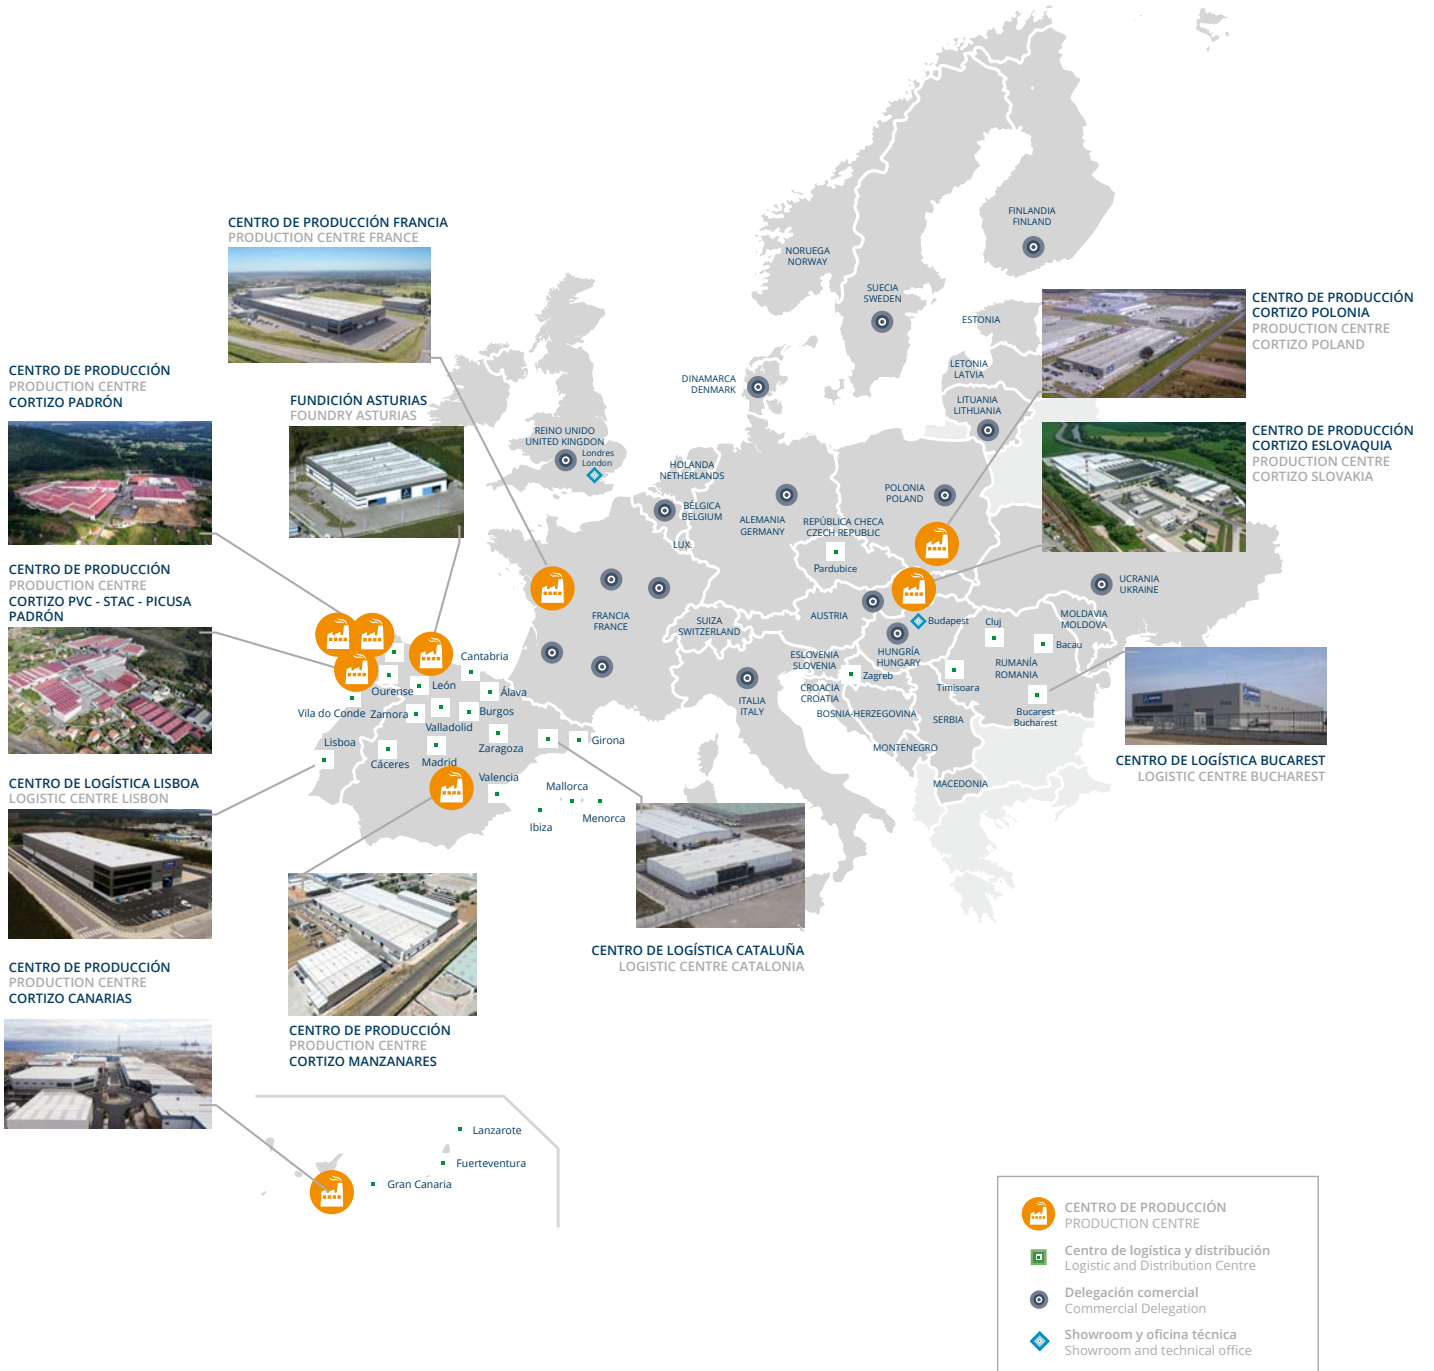 CENTRO DE PRODUCCIÓN FRANCIA
PRODUCTION CENTRE FRANCE
CENTRO DE PRODUCCIÓN
PRODUCTION CENTRE
CORTIZO PADRÓN
FUNDICIÓN ASTURIAS
FOUNDRY ASTURIAS
CENTRO DE PRODUCCIÓN
PRODUCTION CENTRE
CORTIZO PVC - STAC - PICUSA
PADRÓN
CENTRO DE LOGÍSTICA LISBOA
LOGISTIC CENTRE LISBON
CENTRO DE PRODUCCIÓN
PRODUCTION CENTRE
CORTIZO CANARIAS
CENTRO DE PRODUCCIÓN
PRODUCTION CENTRE
CORTIZO MANZANARES
CENTRO DE LOGÍSTICA CATALUÑA
LOGISTIC CENTRE CATALONIA
CENTRO DE PRODUCCIÓN
CORTIZO POLONIA
PRODUCTION CENTRE
CORTIZO POLAND
CENTRO DE PRODUCCIÓN
CORTIZO ESLOVAQUIA
PRODUCTION CENTRE
CORTIZO SLOVAKIA
CENTRO DE LOGÍSTICA BUCAREST
LOGISTIC CENTRE BUCHAREST
FINLANDIA
FINLAND
NORUEGA
NORWAY
SUECIA
SWEDEN
ESTONIA
LETONIA
LATVIA
LITUANIA
LITHUANIA
DINAMARCA
DENMARK
REINO UNIDO
UNITED KINGDON
Londres
London
HOLANDA
NETHERLANDS
BÉLGICA
BELGIUM
LUX.
ALEMANIA
GERMANY
POLONIA
POLAND
REPÚBLICA CHECA
CZECH REPUBLIC
Pardubice
UCRANIA
UKRAINE
MOLDAVIA
MOLDOVA
FRANCIA
FRANCE
SUIZA
SWITZERLAND
AUSTRIA
Budapest
HUNGRÍA
HUNGARY
Cluj
Bacau
RUMANÍA
ROMANIA
Timisoara
Bucarest
Bucharest
ESLOVENIA
SLOVENIA
Zagreb
CROACIA
CROATIA
BOSNIA-HERZEGOVINA
SERBIA
MONTENEGRO
MACEDONIA
ITALIA
ITALY
Cantabria
León
Ourense
Álava
Vila do Conde
Zamora
Burgos
Valladolid
Lisboa
Zaragoza
Girona
Cáceres
Madrid
Valencia
Mallorca
Menorca
Ibiza
Lanzarote
Fuerteventura
Gran Canaria
CENTRO DE PRODUCCIÓN
PRODUCTION CENTRE
Centro de logística y distribución
Logistic and Distribution Centre
Delegación comercial
Commercial Delegation
Showroom y oficina técnica
Showroom and technical office